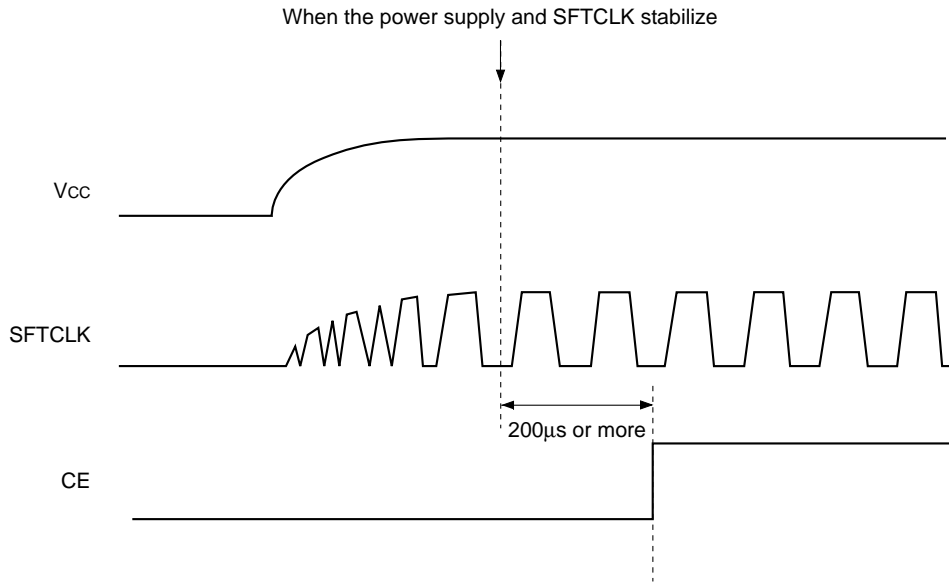 When the power supply and SFTCLK stabilize
VCC
SFTCLK
200μs or more
CE